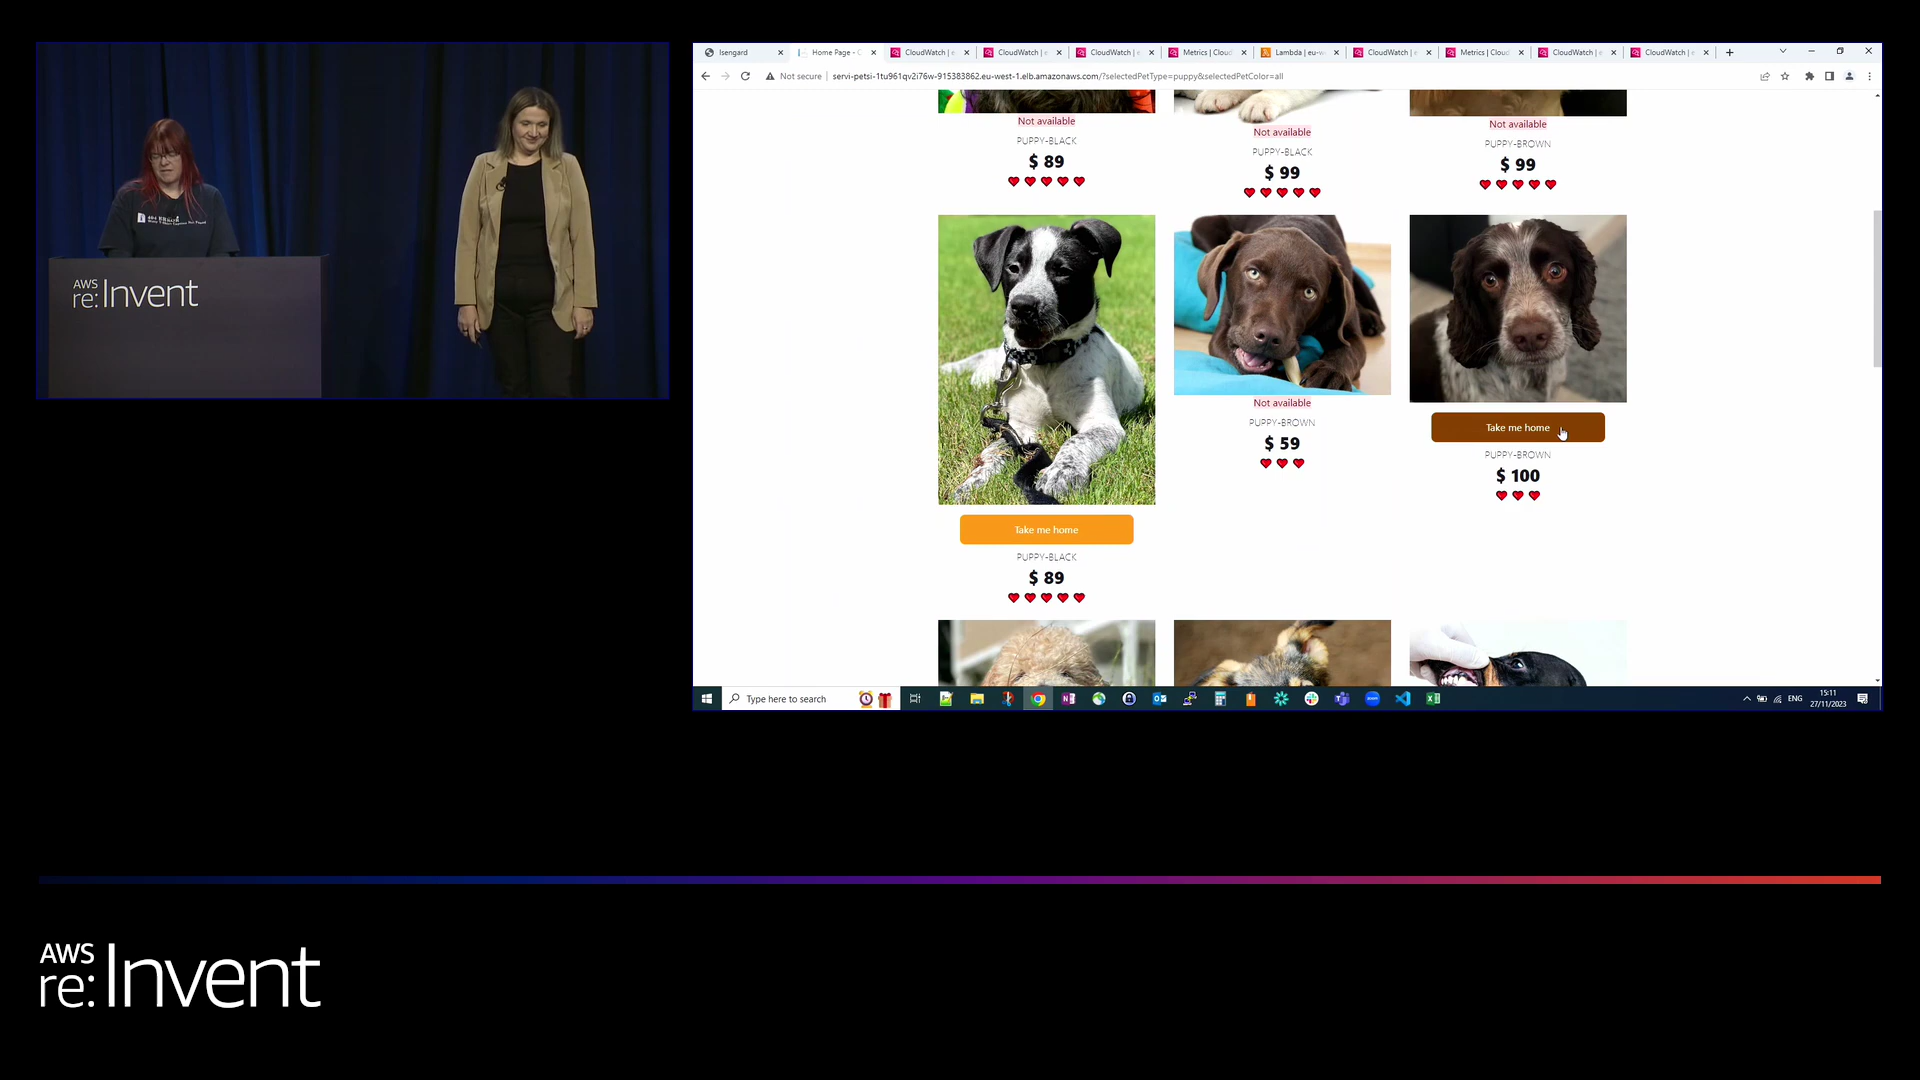 AWS
re:Invent
Isengard
Home Page - C
CloudWatch | e
CloudWatch | e
CloudWatch | e
Metrics | Cloud
Lambda | eu-w
CloudWatch | e
Metrics | Cloud
CloudWatch | e
CloudWatch | e
Not secure
servi-petsi-1tu961qv2i76w-915383862.eu-west-1.elb.amazonaws.com/?selectedPetType=puppy&selectedPetColor=all
Not available
PUPPY-BLACK
$ 89
Not available
PUPPY-BLACK
$ 99
Not available
PUPPY-BROWN
$ 99
Take me home
PUPPY-BLACK
$ 89
Not available
PUPPY-BROWN
$ 59
Take me home
PUPPY-BROWN
$ 100
Type here to search
ENG
15:11
27/11/2023
AWS
re:Invent